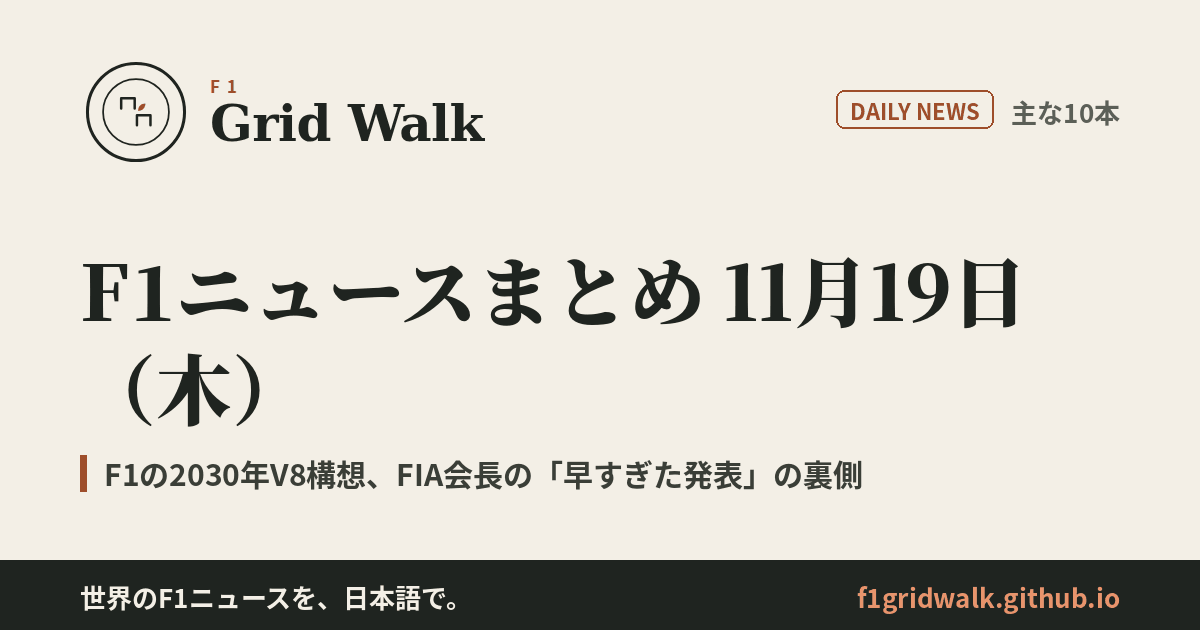 F1
Grid Walk
DAILY NEWS
主な10本
F1ニュースまとめ 11月19日
（木）
F1の2030年V8構想、FIA会長の「早すぎた発表」の裏側
世界のF1ニュースを、日本語で。
f1gridwalk.github.io